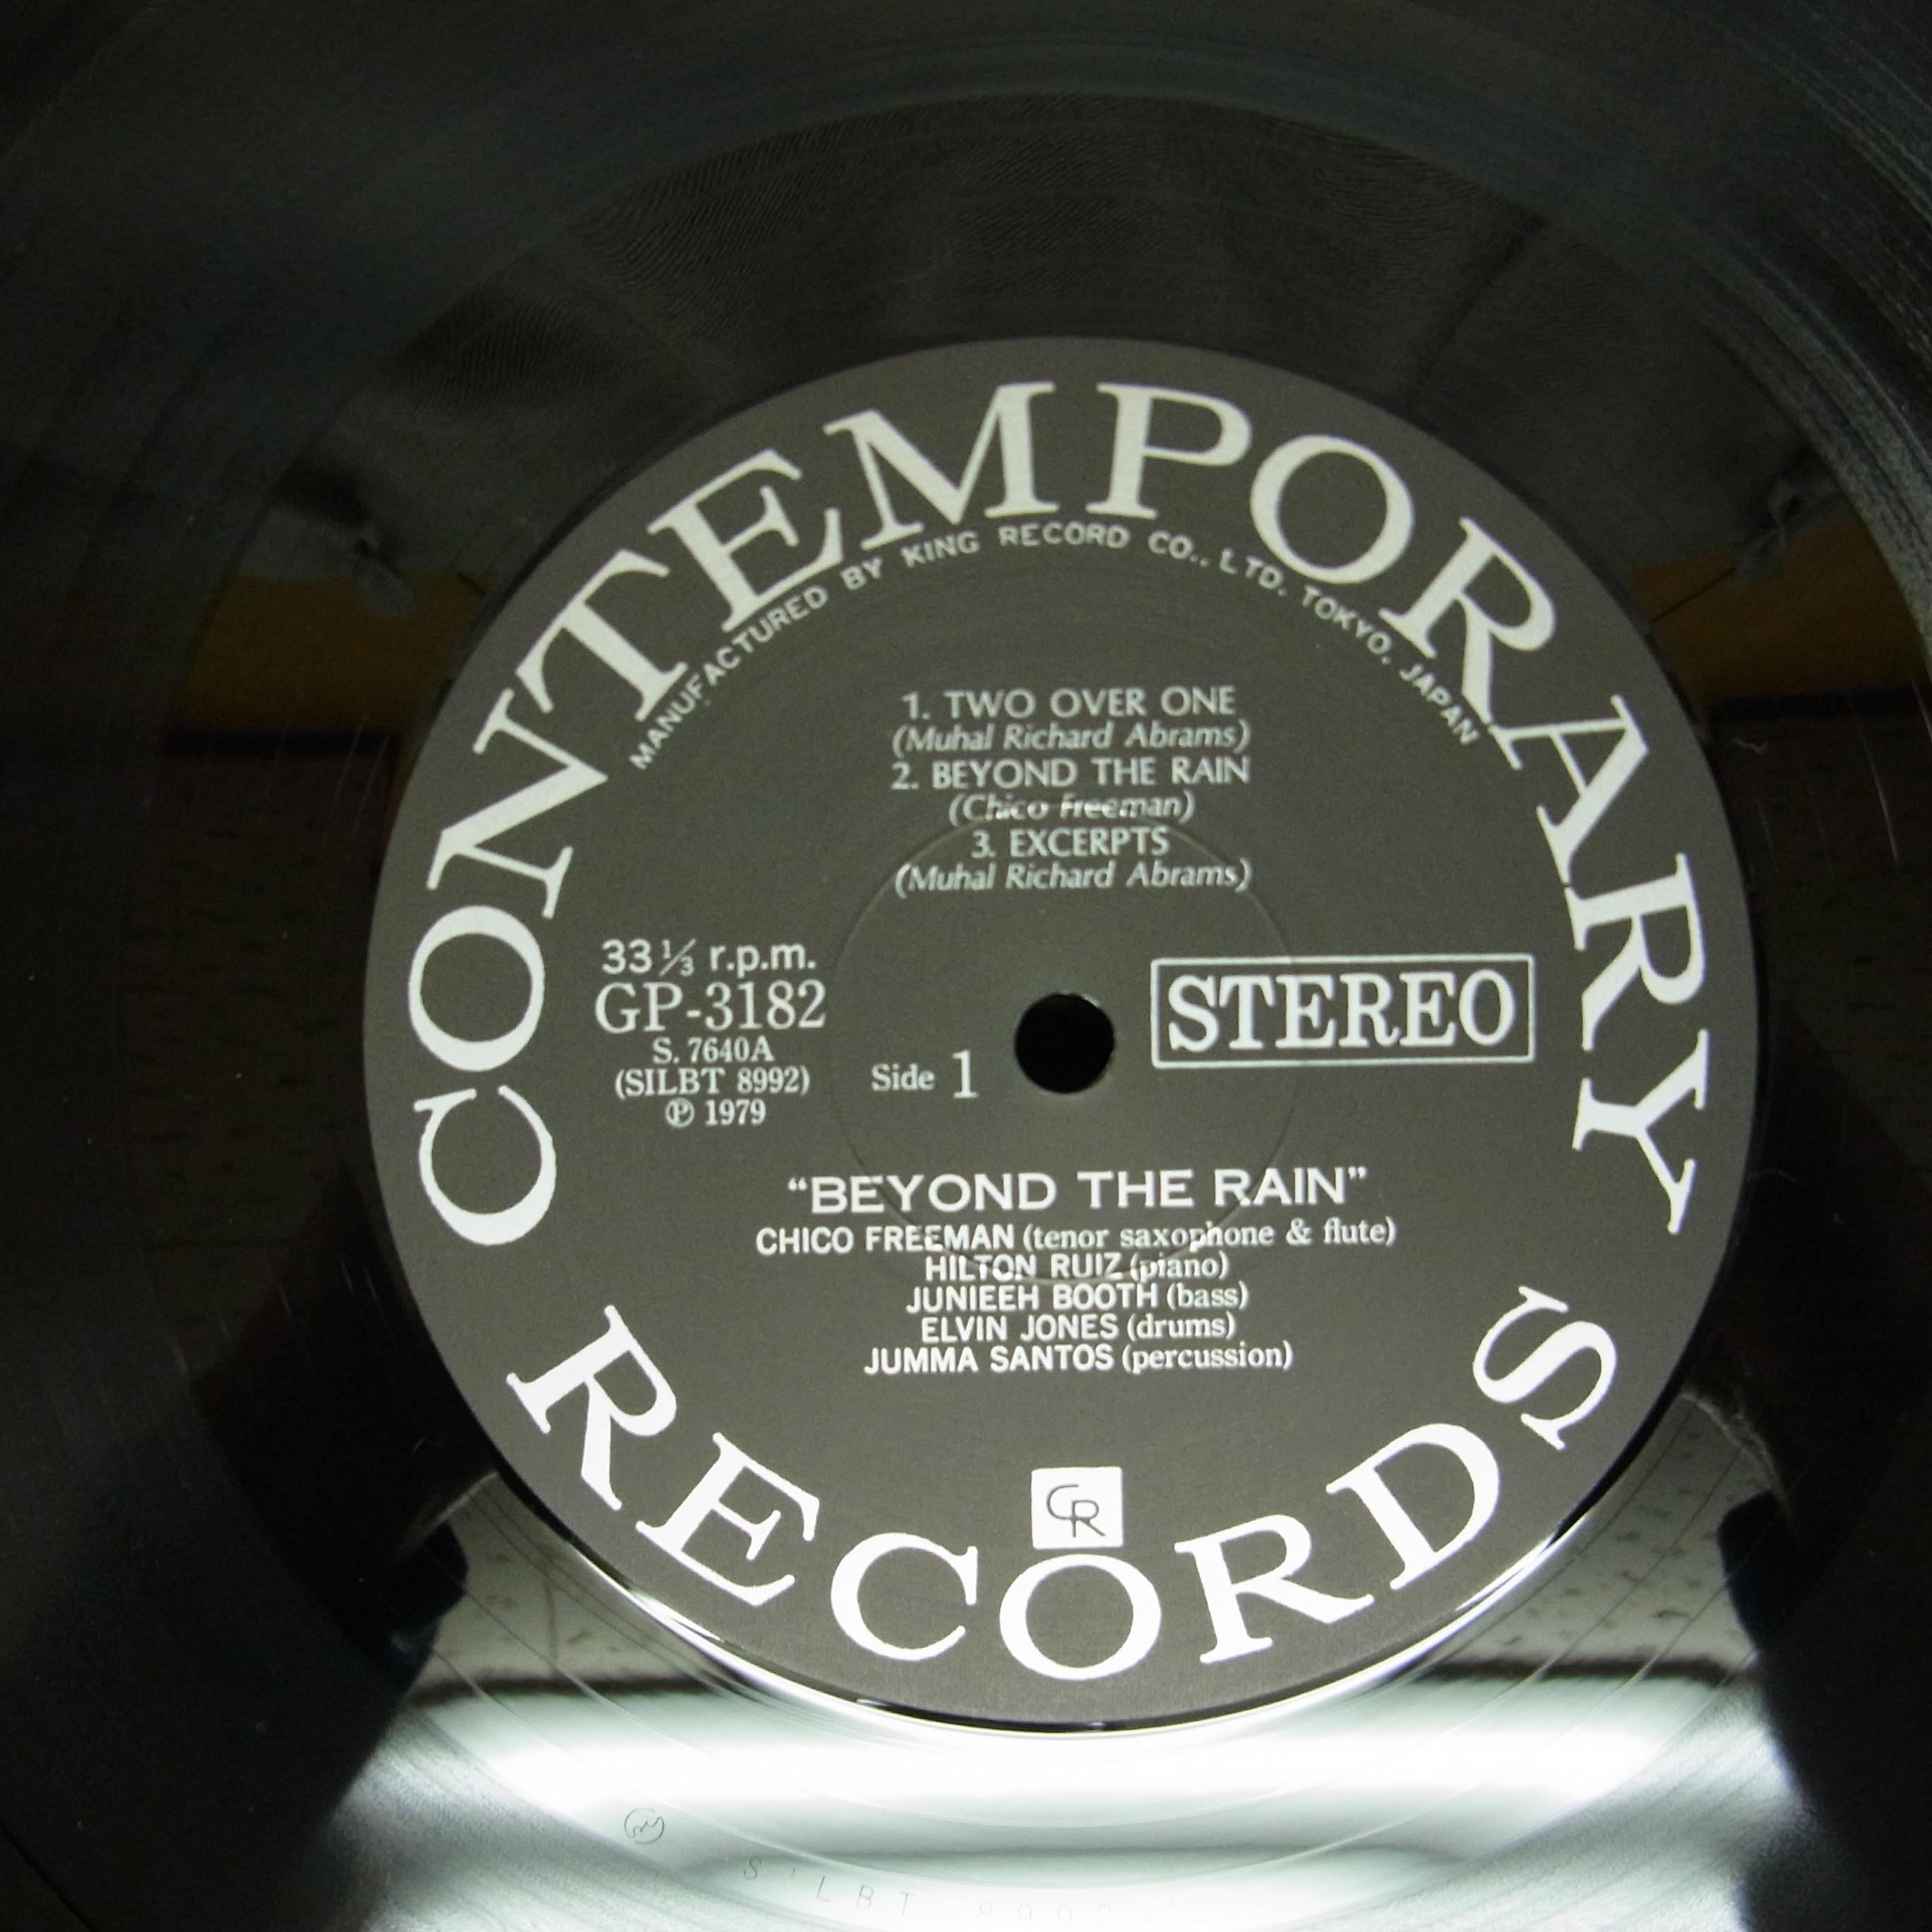 CONTEMPORARY
MANUFACTURED BY KING RECORD CO., LTD. TOKYO, JAPAN
1. TWO OVER ONE
(Muhal Richard Abrams)
2. BEYOND THE RAIN
(Chico Freeman)
3. EXCERPTS
(Muhal Richard Abrams)
33 1/3 r.p.m.
GP-3182
S. 7640A
(SILBT 8992)
℗ 1979
Side 1
STEREO
“BEYOND THE RAIN”
CHICO FREEMAN (tenor saxophone & flute)
HILTON RUIZ (piano)
JUNIEEH BOOTH (bass)
ELVIN JONES (drums)
JUMMA SANTOS (percussion)
CR
RECORDS